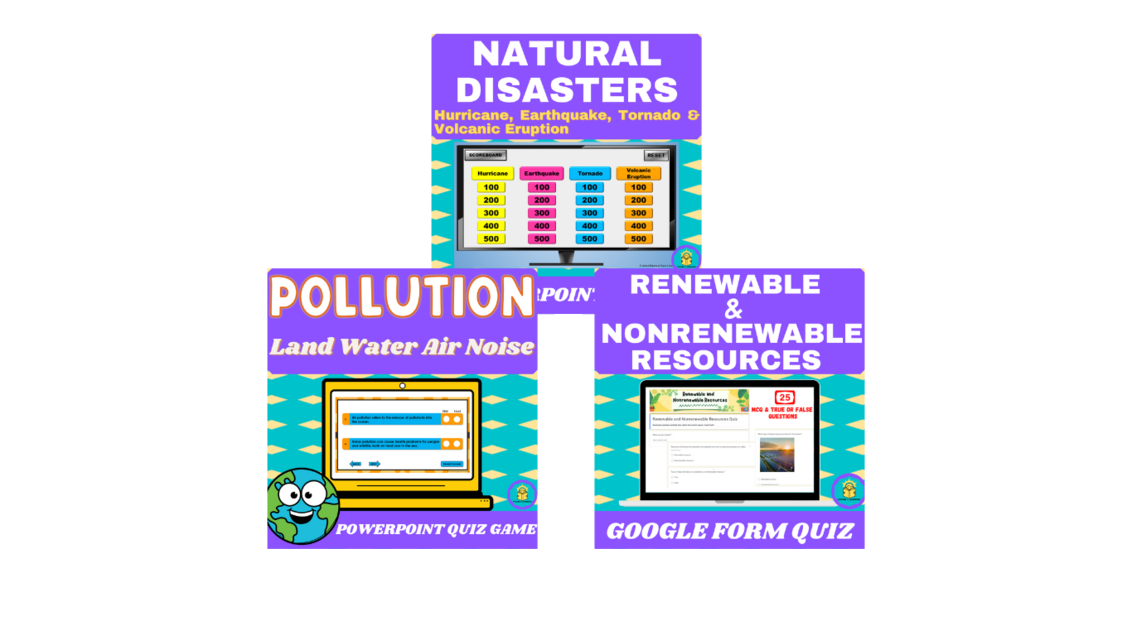 NATURAL
DISASTERS
Hurricane, Earthquake, Tornado &
Volcanic Eruption
SCOREBOARD
RESET
Hurricane Earthquake Tornado Volcanic
Eruption
100 100 100 100
200 200 200 200
300 300 300 300
400 400 400 400
500 500 500 500
POLLUTION
Land Water Air Noise
POWERPOINT QUIZ GAME
RENEWABLE
&
NONRENEWABLE
RESOURCES
Renewable and
Nonrenewable Resources
Renewable and Nonrenewable Resources Quiz
25
MCQ & TRUE OR FALSE
QUESTIONS
GOOGLE FORM QUIZ